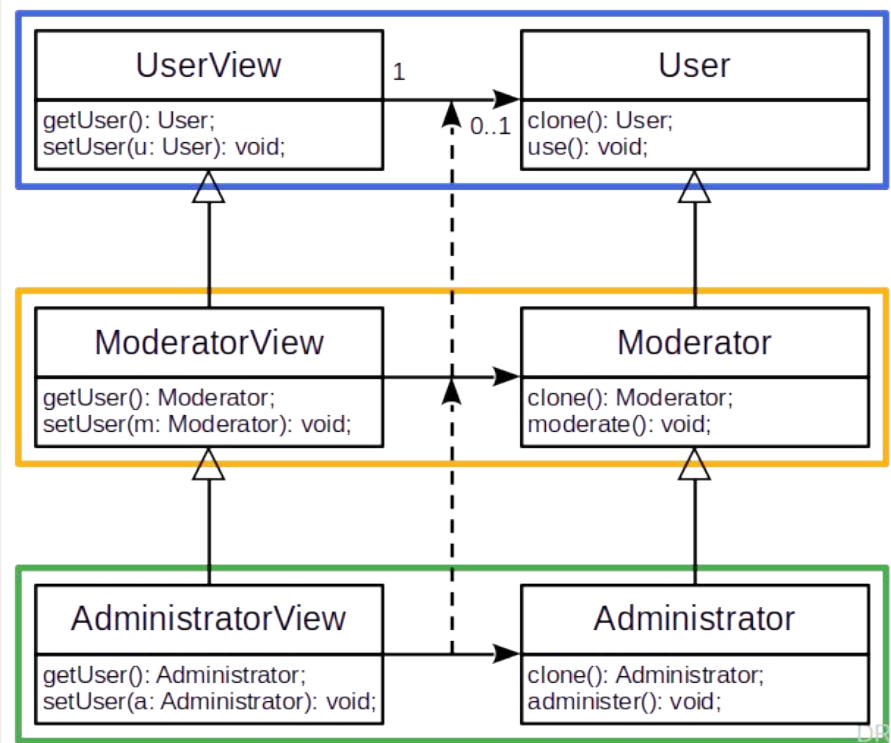 UserView
1
User
getUser(): User;
setUser(u: User): void;
0..1
clone(): User;
use(): void;
ModeratorView
Moderator
getUser(): Moderator;
setUser(m: Moderator): void;
clone(): Moderator;
moderate(): void;
AdministratorView
Administrator
getUser(): Administrator;
setUser(a: Administrator): void;
clone(): Administrator;
administer(): void;
DR